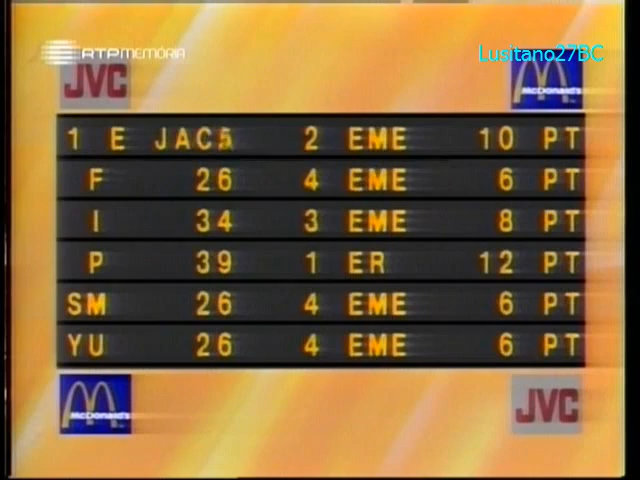 RTP MEMÓRIA
Lusitano27BC
JVC
McDonald's
1 E JAC 2 EME 10 PT
F 26 4 EME 6 PT
I 34 3 EME 8 PT
P 39 1 ER 12 PT
SM 26 4 EME 6 PT
YU 26 4 EME 6 PT
McDonald's
JVC